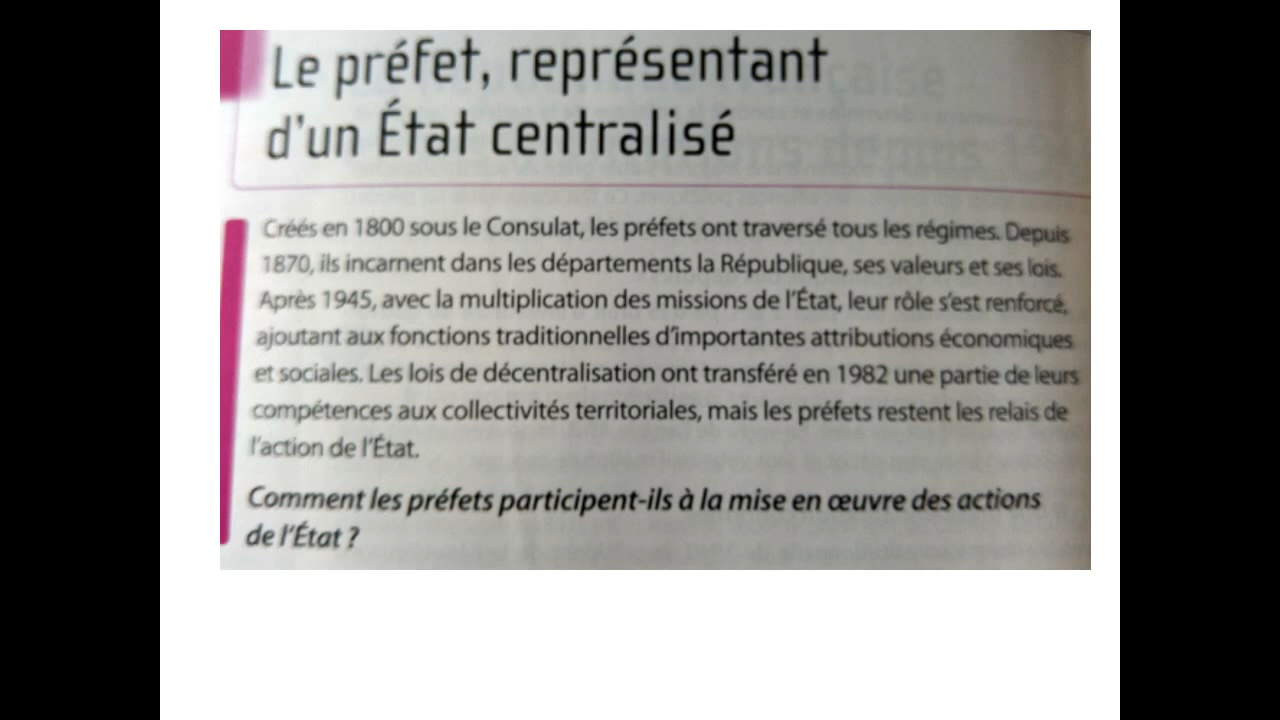 Le préfet, représentant
d'un État centralisé
Créés en 1800 sous le Consulat, les préfets ont traversé tous les régimes. Depuis
1870, ils incarnent dans les départements la République, ses valeurs et ses lois.
Après 1945, avec la multiplication des missions de l'État, leur rôle s'est renforcé,
ajoutant aux fonctions traditionnelles d'importantes attributions économiques
et sociales. Les lois de décentralisation ont transféré en 1982 une partie de leurs
compétences aux collectivités territoriales, mais les préfets restent les relais de
l'action de l'État.
Comment les préfets participent-ils à la mise en œuvre des actions
de l'État ?